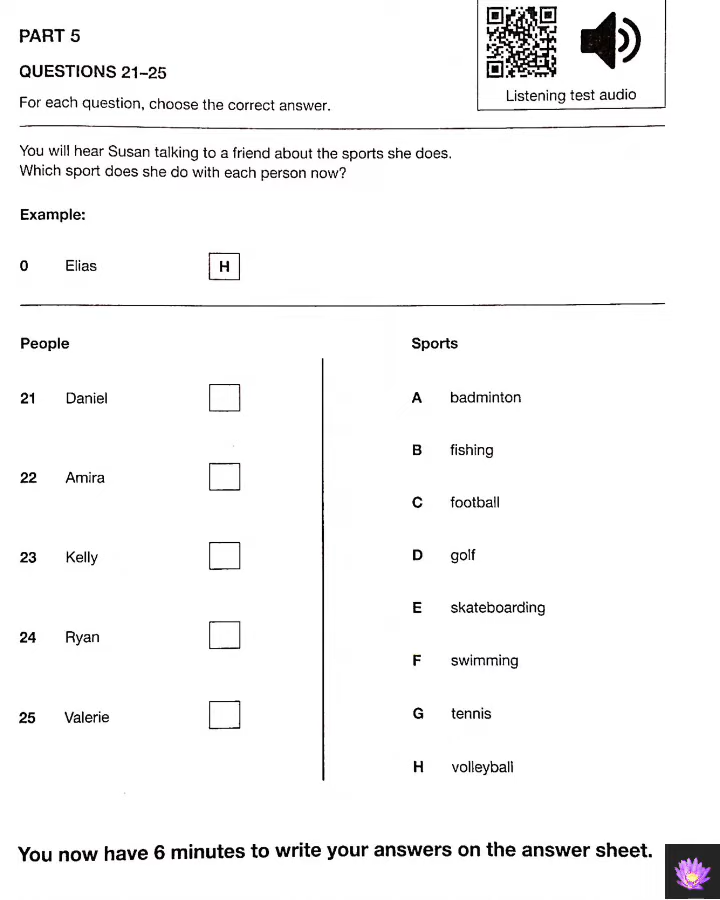 PART 5
QUESTIONS 21–25
For each question, choose the correct answer.
Listening test audio
You will hear Susan talking to a friend about the sports she does.
Which sport does she do with each person now?
Example:
0 Elias H
People Sports
21 Daniel
22 Amira
23 Kelly
24 Ryan
25 Valerie
A badminton
B fishing
C football
D golf
E skateboarding
F swimming
G tennis
H volleyball
You now have 6 minutes to write your answers on the answer sheet.